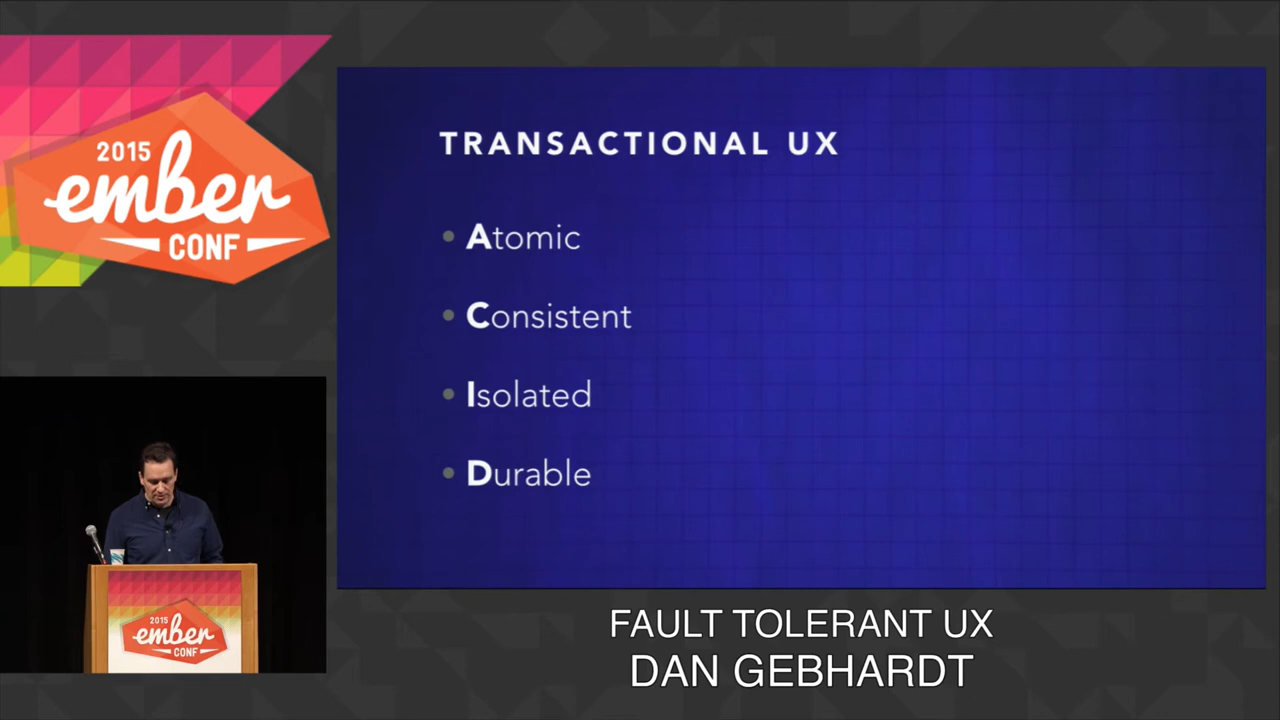 2015
ember
CONF
TRANSACTIONAL UX
• Atomic
• Consistent
• Isolated
• Durable
2015
ember
CONF
FAULT TOLERANT UX
DAN GEBHARDT